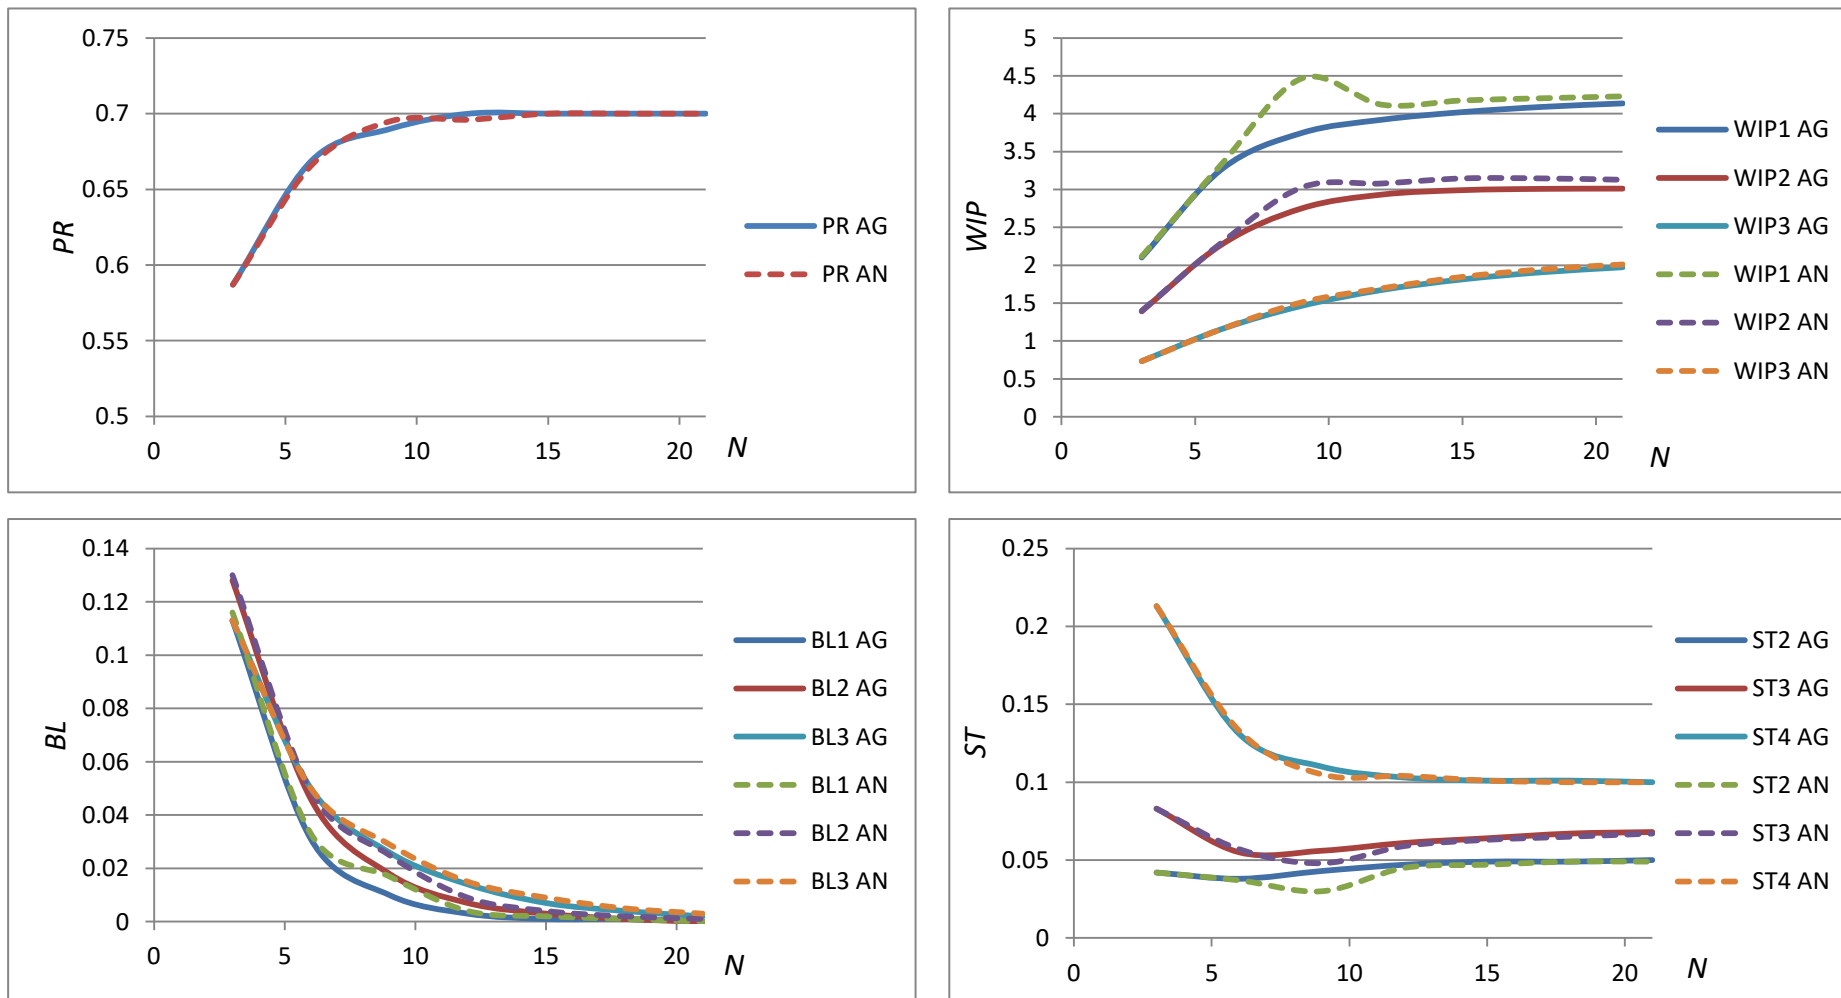 0.75
0.7
0.65
0.6
0.55
0.5
PR
0 5 10 15 20 N
PR AG
PR AN
5
4.5
4
3.5
3
2.5
2
1.5
1
0.5
0
WIP
0 5 10 15 20 N
WIP1 AG
WIP2 AG
WIP3 AG
WIP1 AN
WIP2 AN
WIP3 AN
0.14
0.12
0.1
0.08
0.06
0.04
0.02
0
BL
0 5 10 15 20 N
BL1 AG
BL2 AG
BL3 AG
BL1 AN
BL2 AN
BL3 AN
0.25
0.2
0.15
0.1
0.05
0
ST
0 5 10 15 20 N
ST2 AG
ST3 AG
ST4 AG
ST2 AN
ST3 AN
ST4 AN